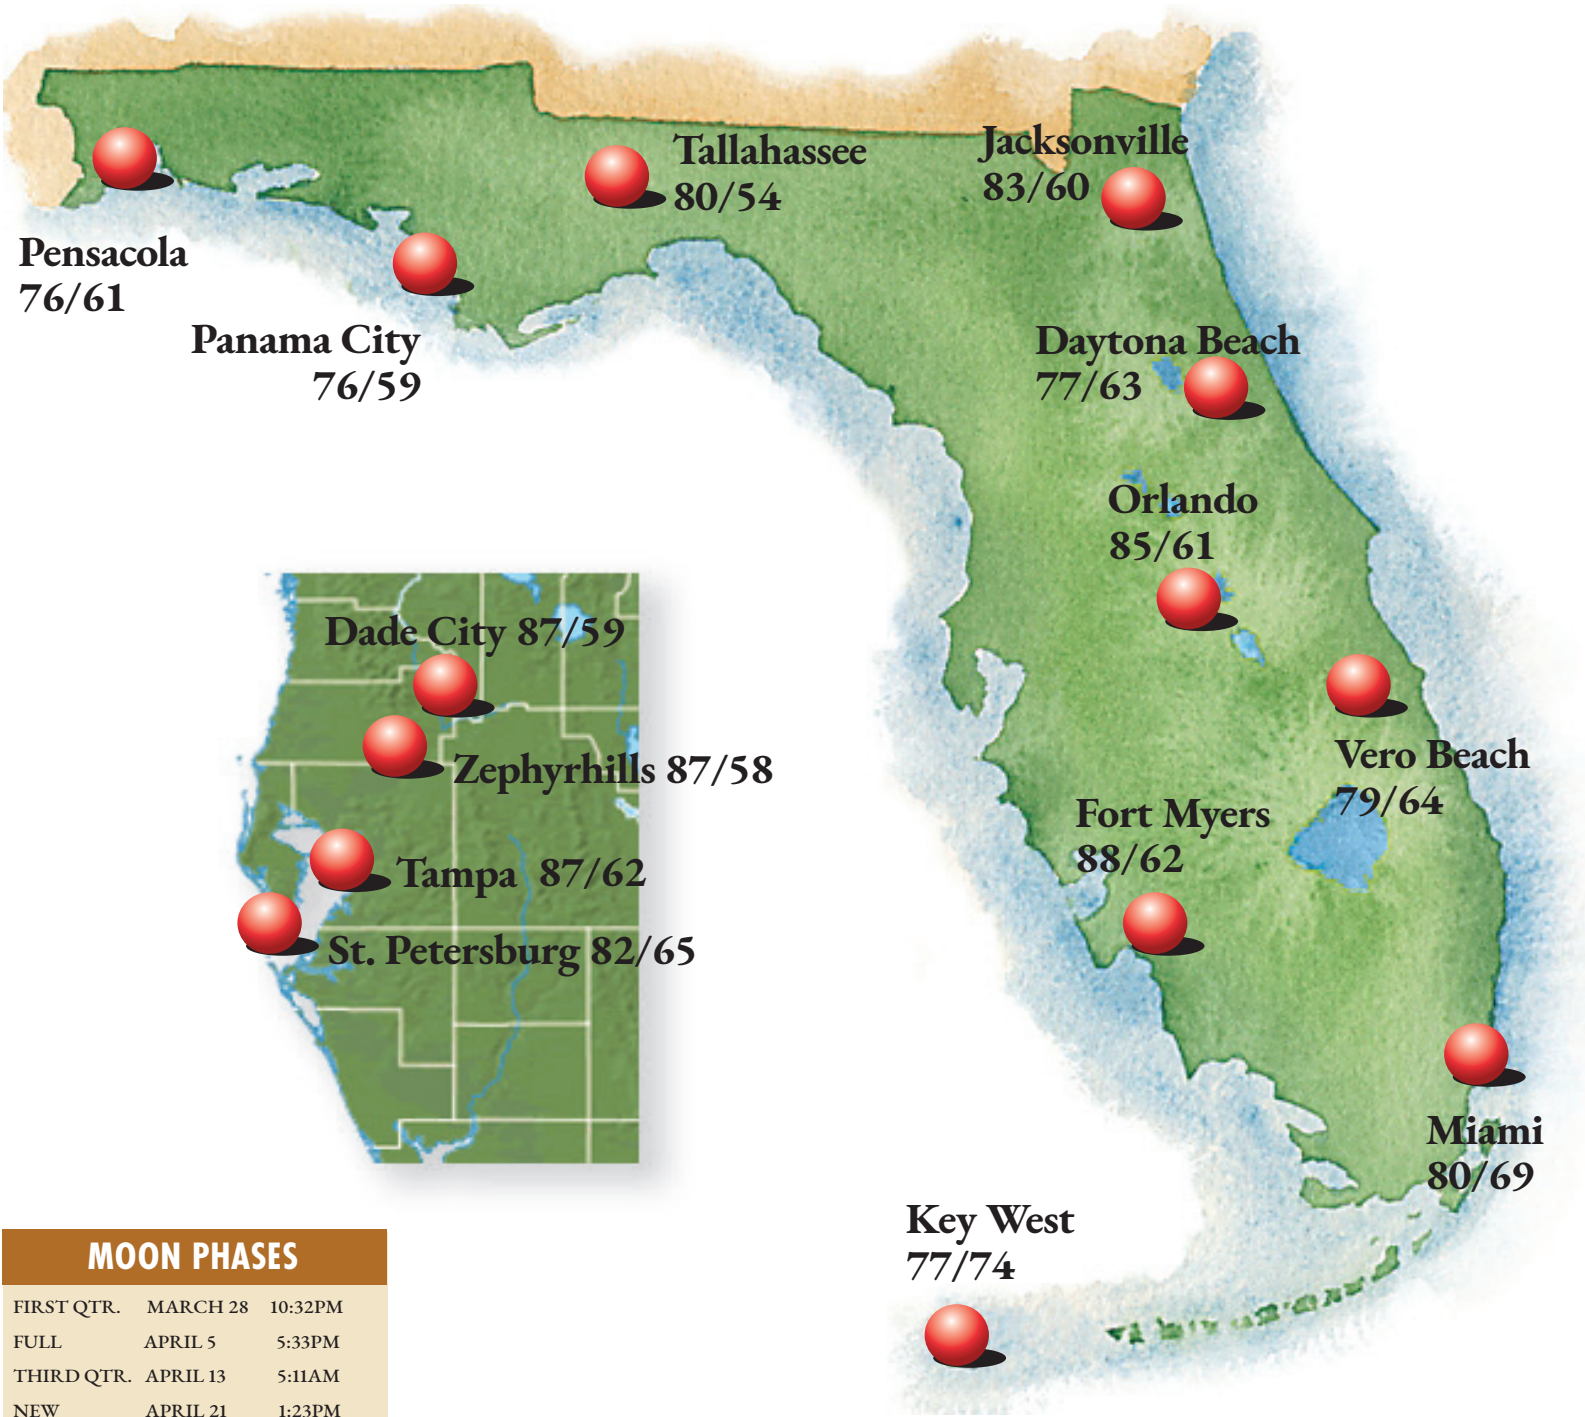 Tallahassee
80/54
Jacksonville
83/60
Pensacola
76/61
Panama City
76/59
Daytona Beach
77/63
Orlando
85/61
Dade City 87/59
Zephyrhills 87/58
Tampa 87/62
St. Petersburg 82/65
Vero Beach
79/64
Fort Myers
88/62
Miami
80/69
Key West
77/74
MOON PHASES
FIRST QTR. MARCH 28 10:32PM
FULL APRIL 5 5:33PM
THIRD QTR. APRIL 13 5:11AM
NEW APRIL 21 1:23PM